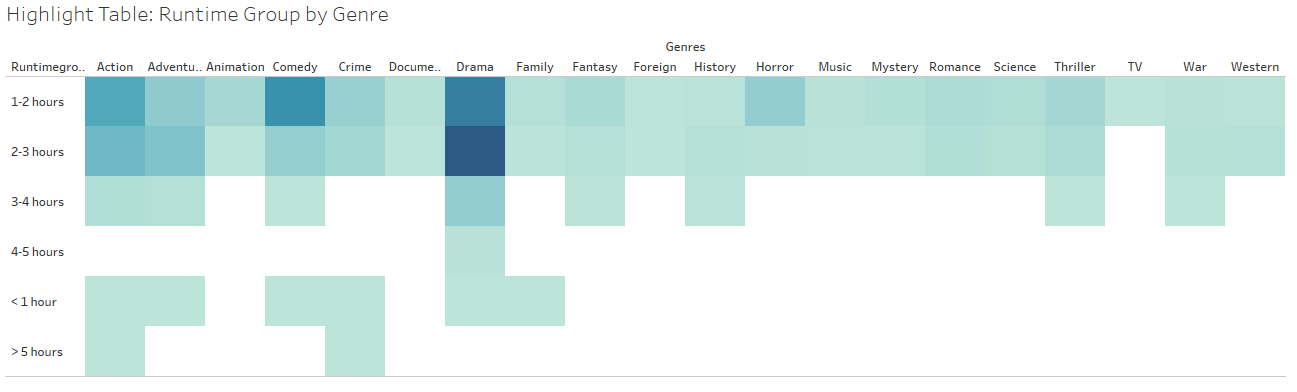 Highlight Table: Runtime Group by Genre
Genres
Runtimegro.. Action Adventu.. Animation Comedy Crime Docume.. Drama Family Fantasy Foreign History Horror Music Mystery Romance Science Thriller TV War Western
1-2 hours
2-3 hours
3-4 hours
4-5 hours
< 1 hour
> 5 hours